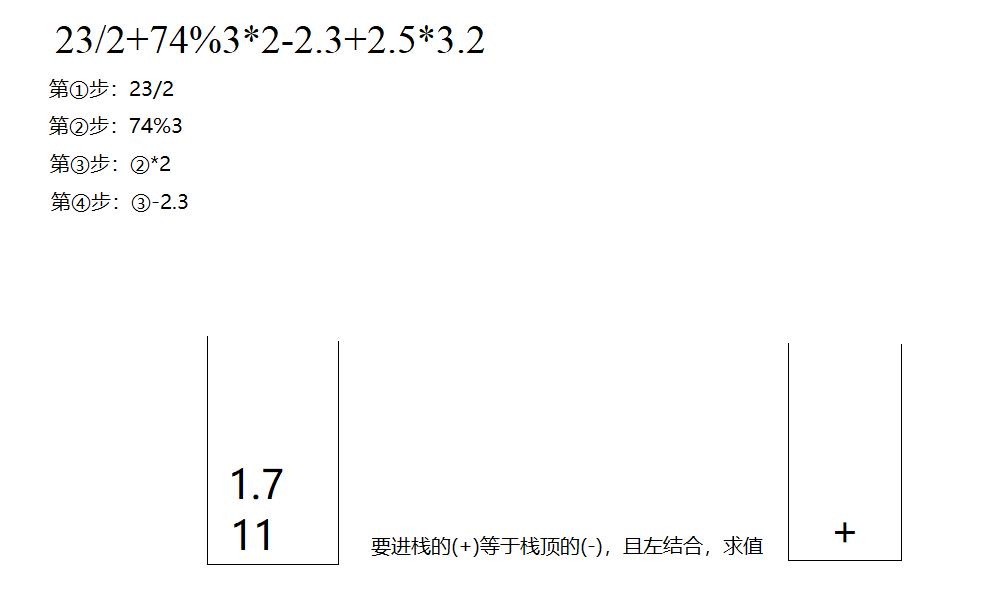 23/2+74%3*2-2.3+2.5*3.2
第①步：23/2
第②步：74%3
第③步：②*2
第④步：③-2.3
1.7
11
要进栈的(+)等于栈顶的(-)，且左结合，求值
+